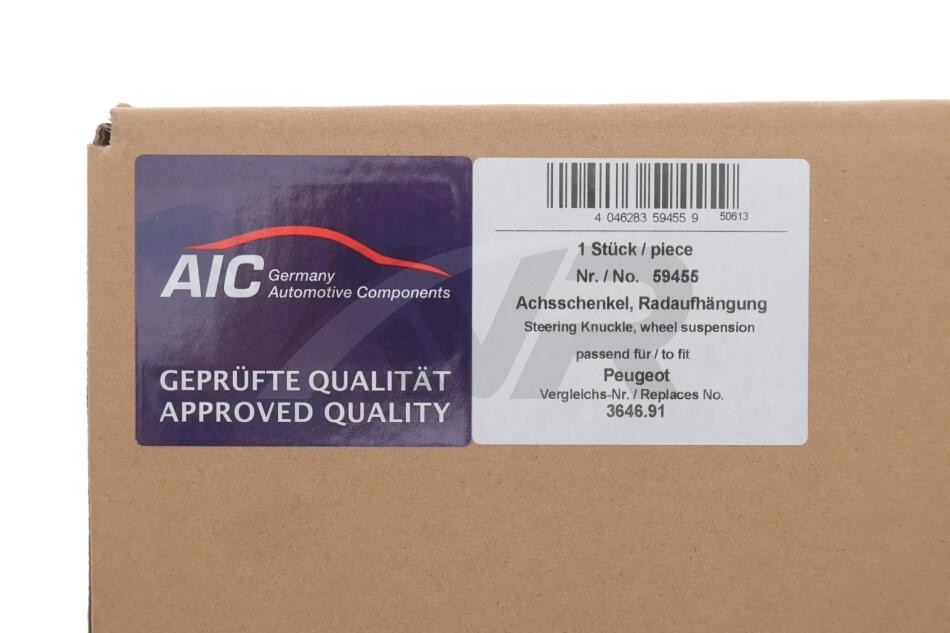 AIC Germany
Automotive Components
GEPRÜFTE QUALITÄT
APPROVED QUALITY
4 046283 59455 9 50613
1 Stück / piece
Nr. / No. 59455
Achsschenkel, Radaufhängung
Steering Knuckle, wheel suspension
passend für / to fit
Peugeot
Vergleichs-Nr. / Replaces No.
3646.91